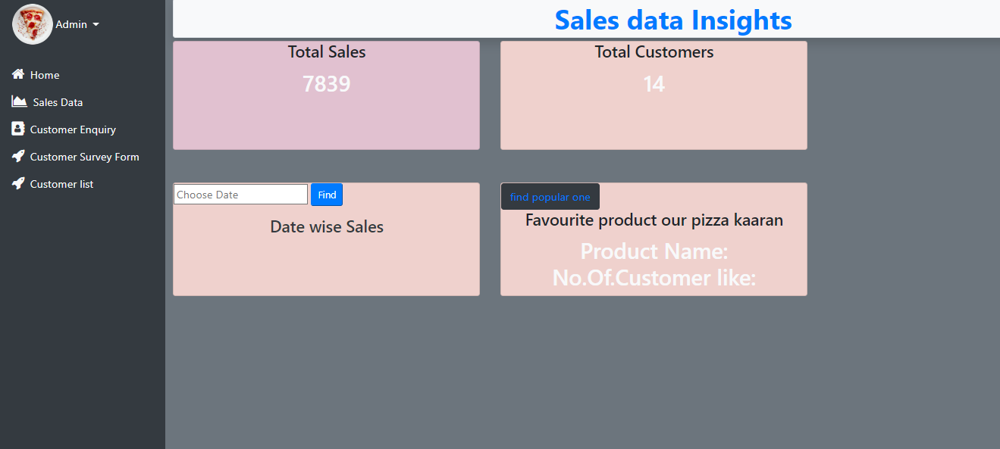 Admin
Home
Sales Data
Customer Enquiry
Customer Survey Form
Customer list
Sales data Insights
Total Sales
7839
Total Customers
14
Choose Date
Find
Date wise Sales
find popular one
Favourite product our pizza kaaran
Product Name:
No.Of.Customer like: